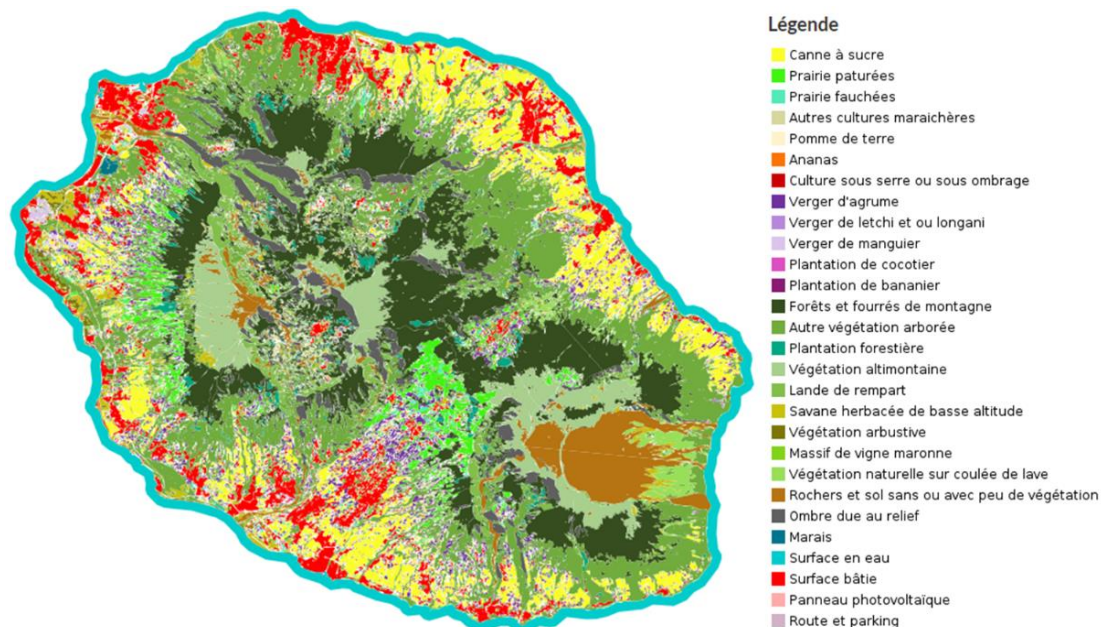 Légende
Canne à sucre
Prairie paturées
Prairie fauchées
Autres cultures maraichères
Pomme de terre
Ananas
Culture sous serre ou sous ombrage
Verger d'agrume
Verger de letchi et ou longani
Verger de manguier
Plantation de cocotier
Plantation de bananier
Forêts et fourrés de montagne
Autre végétation arborée
Plantation forestière
Végétation altimontaine
Lande de rempart
Savane herbacée de basse altitude
Végétation arbustive
Massif de vigne maronne
Végétation naturelle sur coulée de lave
Rochers et sol sans ou avec peu de végétation
Ombre due au relief
Marais
Surface en eau
Surface bâtie
Panneau photovoltaïque
Route et parking